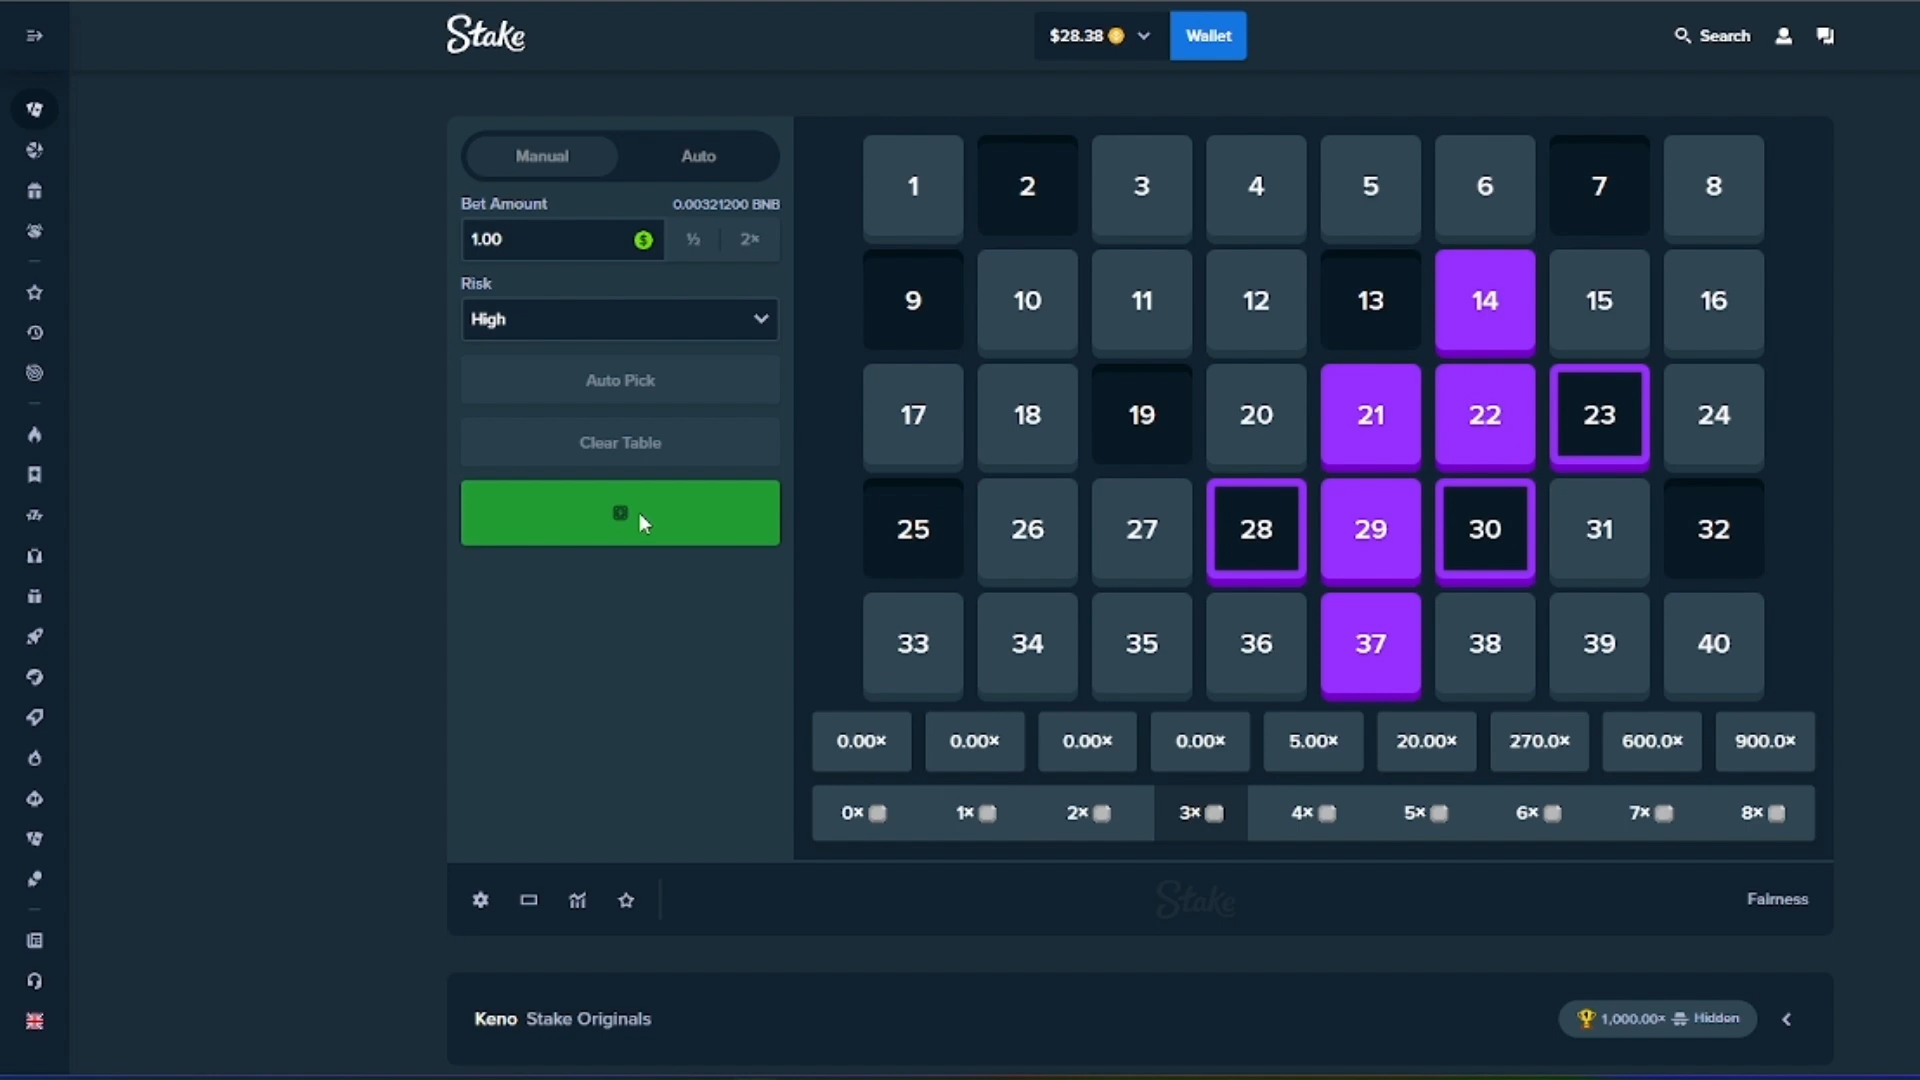 Stake
$28.38
Wallet
Search
Manual Auto
Bet Amount 0.00321200 BNB
1.00 ½ 2×
Risk
High
Auto Pick
Clear Table
1 2 3 4 5 6 7 8
9 10 11 12 13 14 15 16
17 18 19 20 21 22 23 24
25 26 27 28 29 30 31 32
33 34 35 36 37 38 39 40
0.00× 0.00× 0.00× 0.00× 5.00× 20.00× 270.0× 600.0× 900.0×
0× 1× 2× 3× 4× 5× 6× 7× 8×
Stake
Fairness
Keno Stake Originals
1,000.00× Hidden